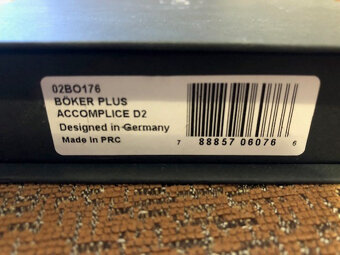 02BO176
BÖKER PLUS
ACCOMPLICE D2
Designed in Germany
Made in PRC
7 88857 06076 6